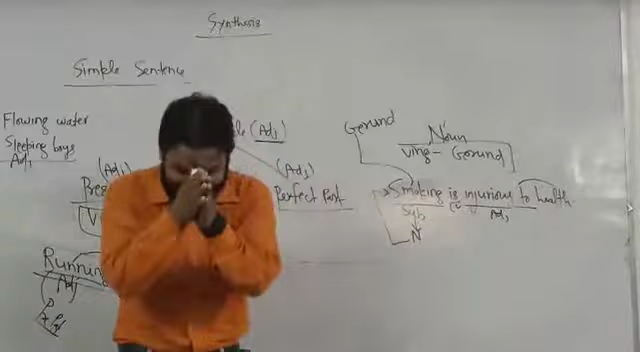 Synthesis
Simple Sentence
Flowing water
Sleeping boys
Adj
(Adj)
(Adj)
(Adj)
Perfect Part
Running
Adj
Gerund
Noun
Ving - Gerund
Smoking is injurious to health.
Sub
Adj
N